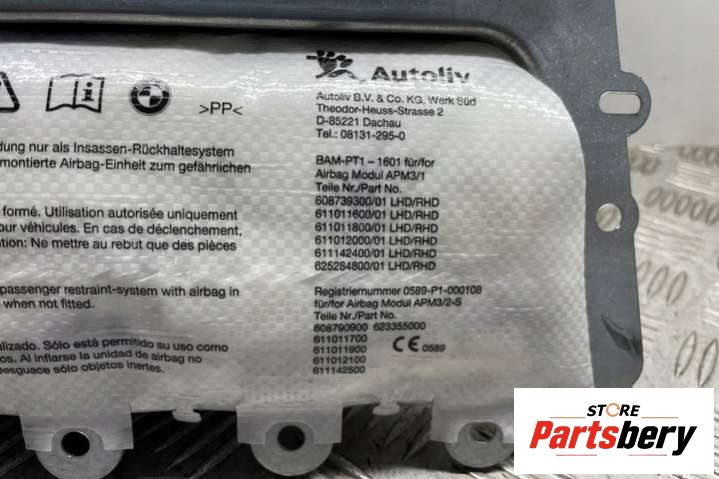 >PP<
Autoliv
Autoliv B.V. & Co. KG, Werk Süd
Theodor-Heuss-Strasse 2
D-85221 Dachau
Tel.: 08131-295-0
dung nur als Insassen-Rückhaltesystem
montierte Airbag-Einheit zum gefährlichen
formé. Utilisation autorisée uniquement
our véhicules. En cas de déclenchement,
ntion: Ne mettre au rebut que des pièces
passenger restraint-system with airbag in
when not fitted.
alizado. Sólo está permitido su uso como
os. Al inflarse la unidad de airbag no
esguace sólo objetos inertes.
BAM-PT1 – 1601 für/for
Airbag Modul APM3/1
Teile Nr./Part No.
608739300/01 LHD/RHD
611011600/01 LHD/RHD
611011800/01 LHD/RHD
611012000/01 LHD/RHD
611142400/01 LHD/RHD
625284800/01 LHD/RHD
Registriernummer 0589-P1-000108
für/for Airbag Modul APM3/2-S
Teile Nr./Part No.
608790900 623355000
611011700
611011900
611012100
611142500
CE 0589
STORE
Partsbery